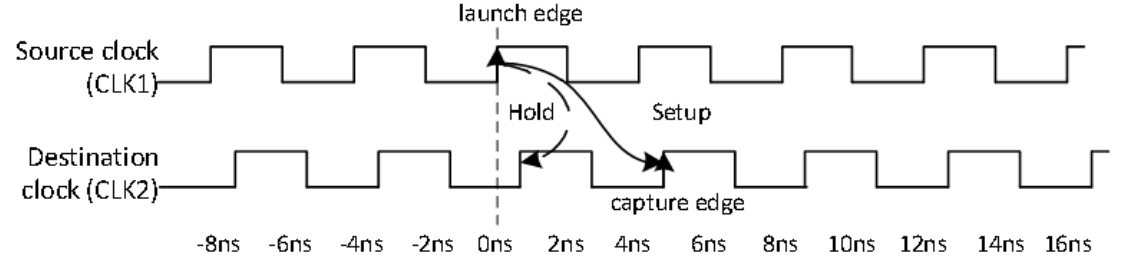 launch edge
Source clock
(CLK1)
Hold
Setup
Destination
clock (CLK2)
capture edge
-8ns -6ns -4ns -2ns 0ns 2ns 4ns 6ns 8ns 10ns 12ns 14ns 16ns